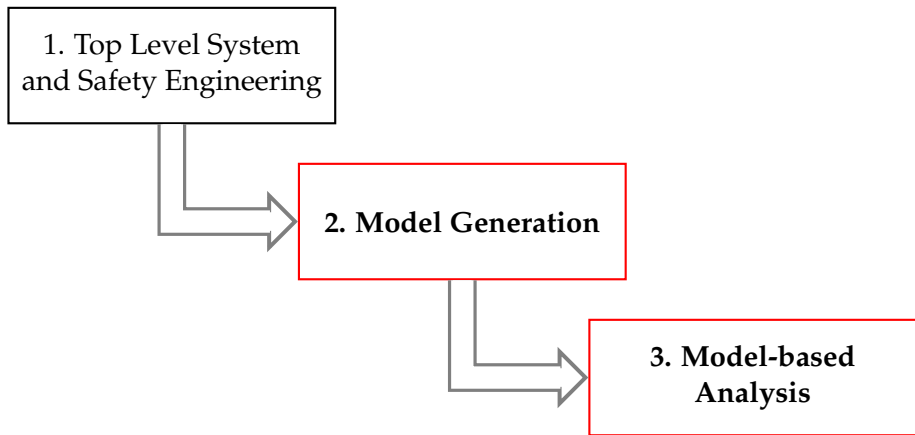 1. Top Level System
and Safety Engineering
2. Model Generation
3. Model-based
Analysis